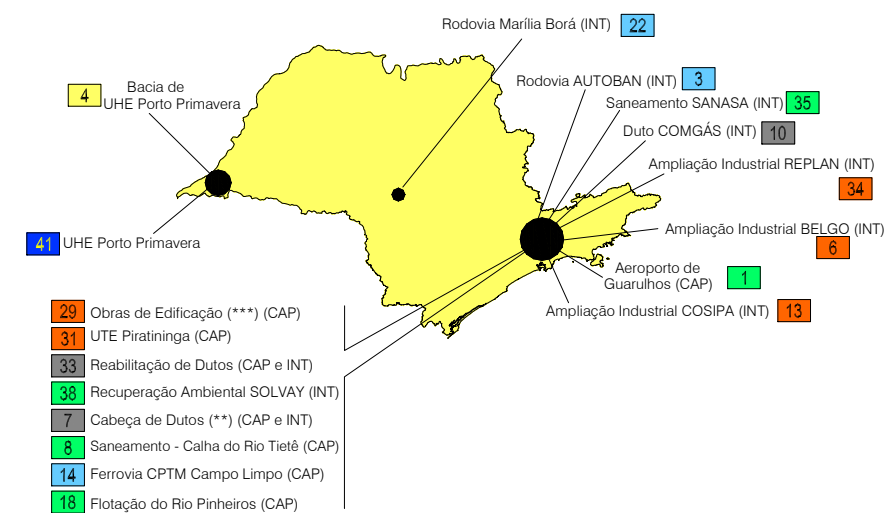 Rodovia Marília Borá (INT) 22
Rodovia AUTOBAN (INT) 3
Saneamento SANASA (INT) 35
Duto COMGÁS (INT) 10
Ampliação Industrial REPLAN (INT)
34
Ampliação Industrial BELGO (INT)
6
Aeroporto de
Guarulhos (CAP) 1
Ampliação Industrial COSIPA (INT) 13
4 Bacia de
UHE Porto Primavera
41 UHE Porto Primavera
29 Obras de Edificação (***) (CAP)
31 UTE Piratininga (CAP)
33 Reabilitação de Dutos (CAP e INT)
38 Recuperação Ambiental SOLVAY (INT)
7 Cabeça de Dutos (**) (CAP e INT)
8 Saneamento - Calha do Rio Tietê (CAP)
14 Ferrovia CPTM Campo Limpo (CAP)
18 Flotação do Rio Pinheiros (CAP)